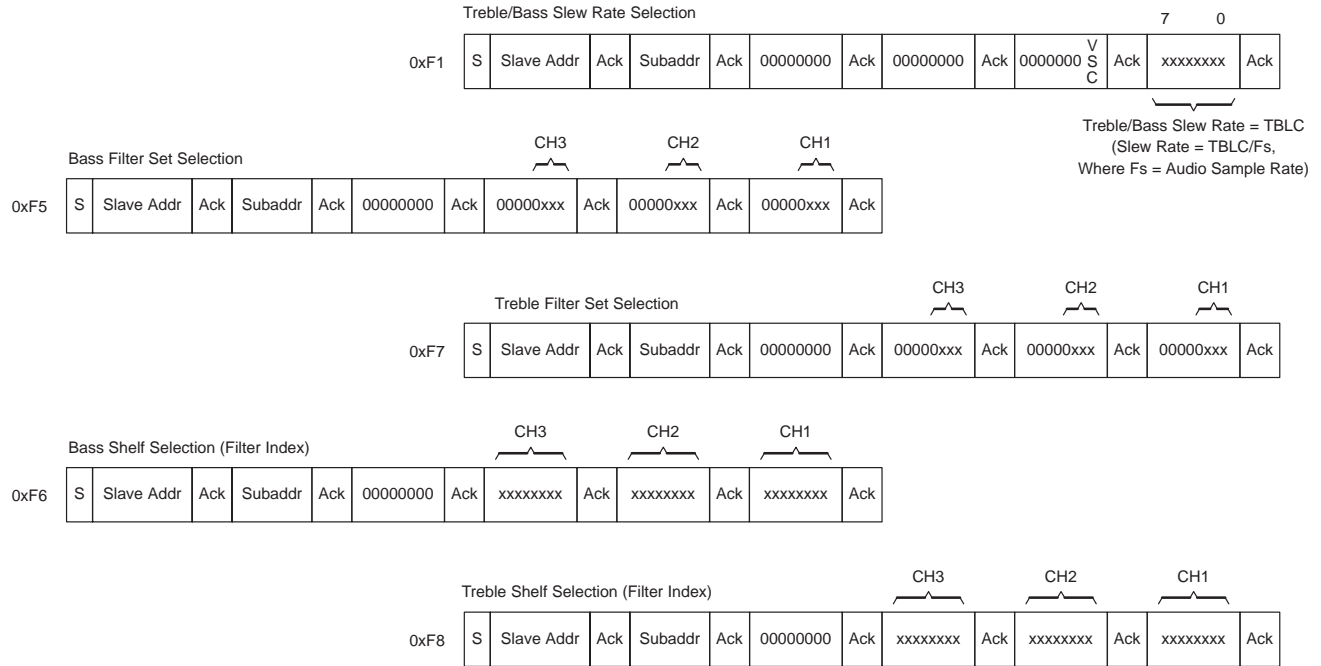 Treble/Bass Slew Rate Selection
7 0
0xF1 S Slave Addr Ack Subaddr Ack 00000000 Ack 00000000 Ack 0000000 VSC Ack xxxxxxxx Ack
Treble/Bass Slew Rate = TBLC
(Slew Rate = TBLC/Fs,
Where Fs = Audio Sample Rate)
Bass Filter Set Selection
CH3 CH2 CH1
0xF5 S Slave Addr Ack Subaddr Ack 00000000 Ack 00000xxx Ack 00000xxx Ack 00000xxx Ack
Treble Filter Set Selection
CH3 CH2 CH1
0xF7 S Slave Addr Ack Subaddr Ack 00000000 Ack 00000xxx Ack 00000xxx Ack 00000xxx Ack
Bass Shelf Selection (Filter Index)
CH3 CH2 CH1
0xF6 S Slave Addr Ack Subaddr Ack 00000000 Ack xxxxxxxx Ack xxxxxxxx Ack xxxxxxxx Ack
Treble Shelf Selection (Filter Index)
CH3 CH2 CH1
0xF8 S Slave Addr Ack Subaddr Ack 00000000 Ack xxxxxxxx Ack xxxxxxxx Ack xxxxxxxx Ack